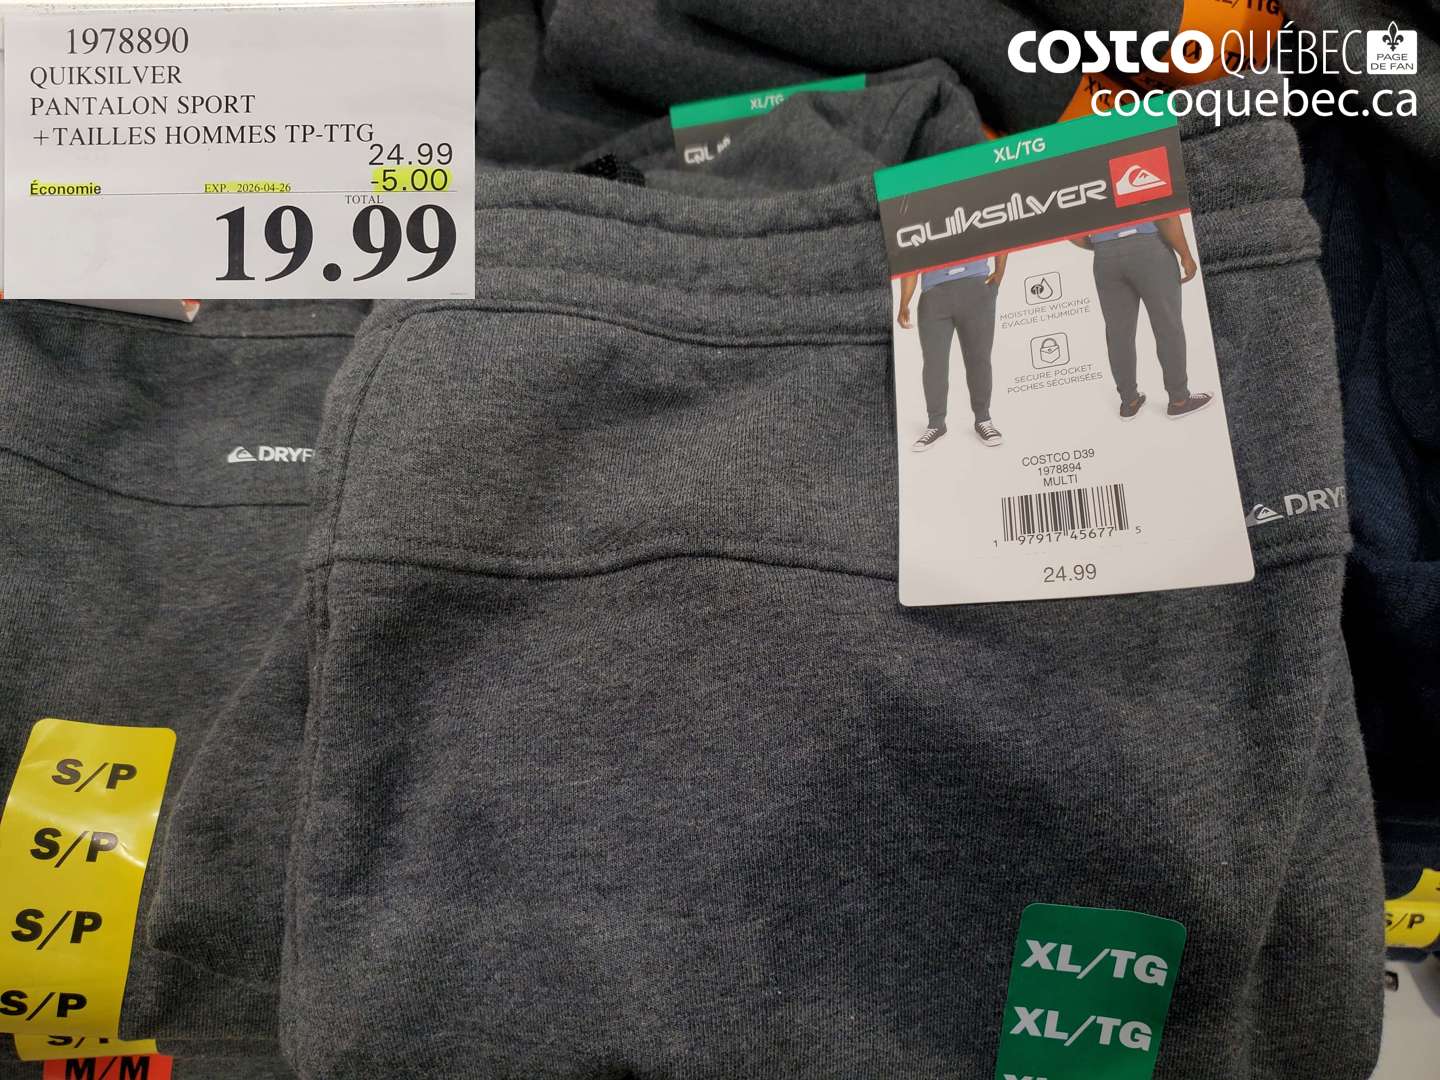 1978890
QUIKSILVER
PANTALON SPORT
+TAILLES HOMMES TP-TTG
24.99
Économie EXP. 2026-04-26 -5.00
TOTAL
19.99
COSTCO QUÉBEC PAGE DE FAN
cocoquebec.ca
XL/TG
XL/TG
QUIKSILVER
MOISTURE WICKING
ÉVACUE L'HUMIDITÉ
SECURE POCKET
POCHES SÉCURISÉES
COSTCO D39
1978894
MULTI
1 97917 45677 5
24.99
S/P
S/P
S/P
S/P
M/M
XL/TG
XL/TG
S/P